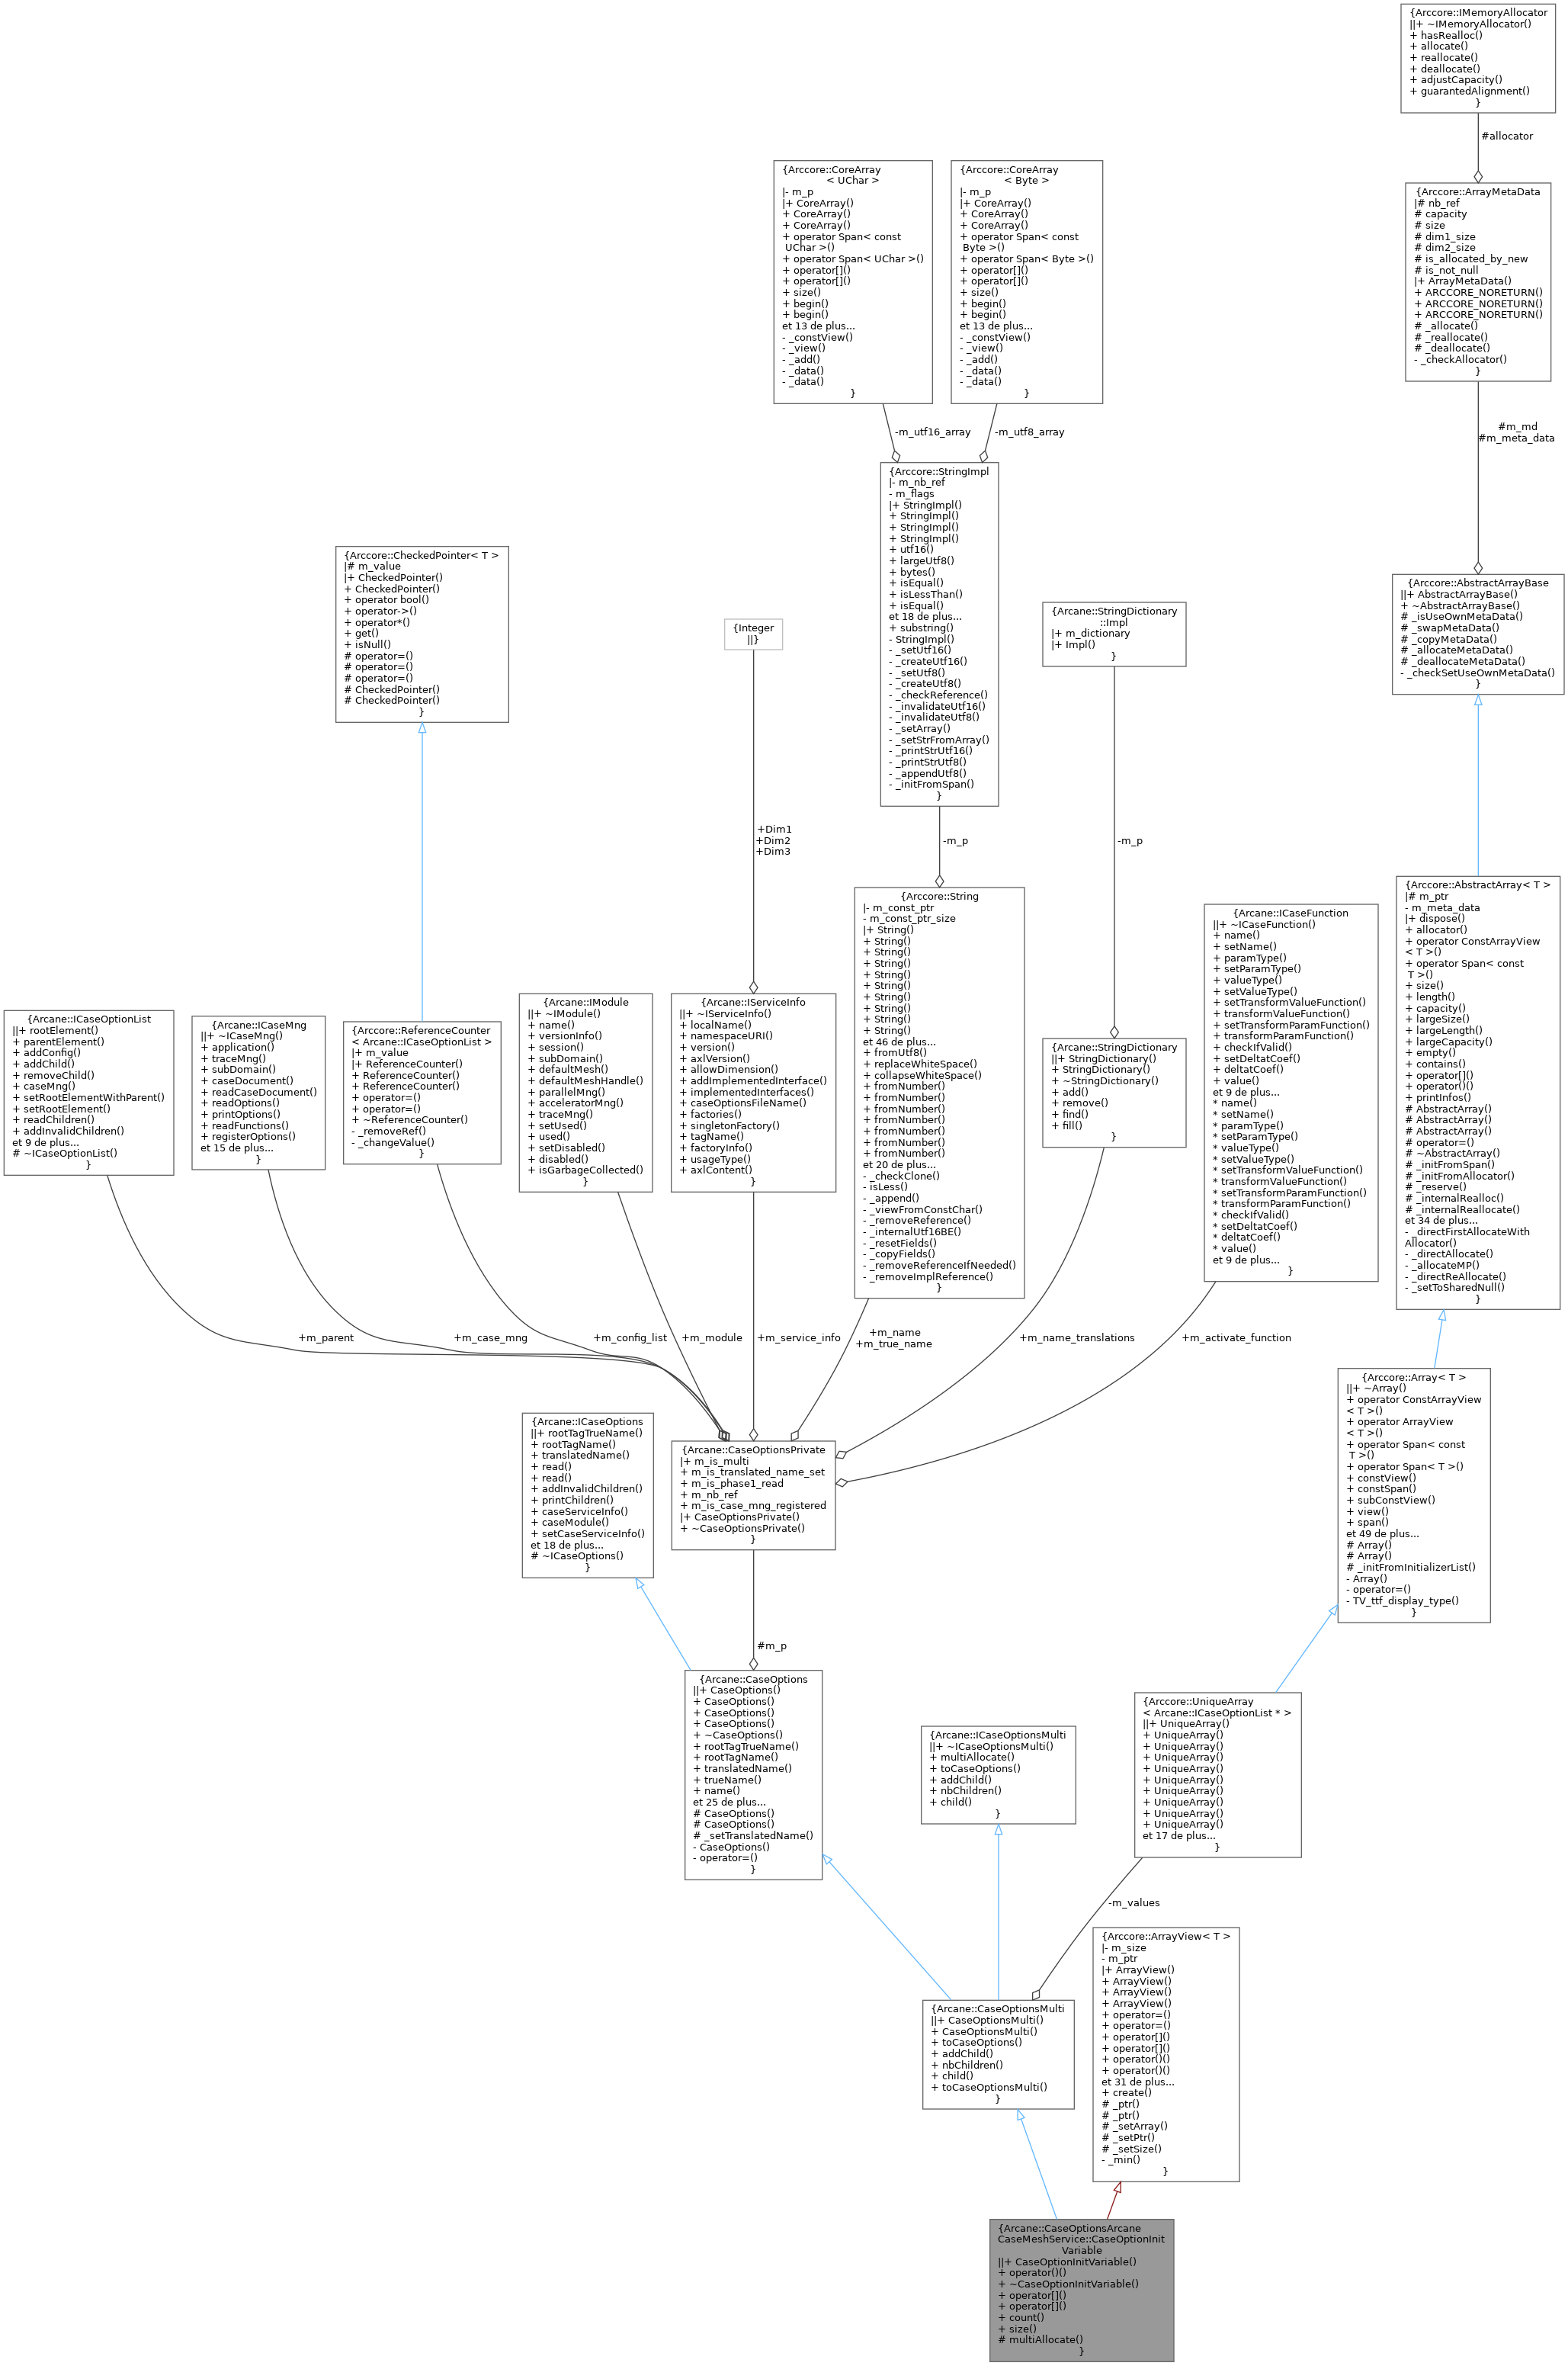 {Arccore::IMemoryAllocator
||+ ~IMemoryAllocator()
+ hasRealloc()
+ allocate()
+ reallocate()
+ deallocate()
+ adjustCapacity()
+ guarantedAlignment()
}
#allocator
{Arccore::ArrayMetaData
|# nb_ref
# capacity
# size
# dim1_size
# dim2_size
# is_allocated_by_new
# is_not_null
|+ ArrayMetaData()
+ ARCCORE_NORETURN()
+ ARCCORE_NORETURN()
+ ARCCORE_NORETURN()
# _allocate()
# _reallocate()
# _deallocate()
- _checkAllocator()
}
{Arccore::CoreArray
< UChar >
|- m_p
|+ CoreArray()
+ CoreArray()
+ CoreArray()
+ operator Span< const
UChar >()
+ operator Span< UChar >()
+ operator[]()
+ operator[]()
+ size()
+ begin()
+ begin()
et 13 de plus...
- _constView()
- _view()
- _add()
- _data()
- _data()
}
{Arccore::CoreArray
< Byte >
|- m_p
|+ CoreArray()
+ CoreArray()
+ CoreArray()
+ operator Span< const
Byte >()
+ operator Span< Byte >()
+ operator[]()
+ operator[]()
+ size()
+ begin()
+ begin()
et 13 de plus...
- _constView()
- _view()
- _add()
- _data()
- _data()
}
-m_utf16_array
-m_utf8_array
#m_md
#m_meta_data
{Arccore::StringImpl
|- m_nb_ref
- m_flags
|+ StringImpl()
+ StringImpl()
+ StringImpl()
+ StringImpl()
+ utf16()
+ largeUtf8()
+ bytes()
+ isEqual()
+ isLessThan()
+ isEqual()
et 18 de plus...
+ substring()
- StringImpl()
- _setUtf16()
- _createUtf16()
- _setUtf8()
- _createUtf8()
- _checkReference()
- _invalidateUtf16()
- _invalidateUtf8()
- _setArray()
- _setStrFromArray()
- _printStrUtf16()
- _printStrUtf8()
- _appendUtf8()
- _initFromSpan()
}
{Arccore::CheckedPointer< T >
|# m_value
|+ CheckedPointer()
+ CheckedPointer()
+ operator bool()
+ operator->()
+ operator*()
+ get()
+ isNull()
# operator=()
# operator=()
# operator=()
# CheckedPointer()
# CheckedPointer()
}
{Integer
||}
{Arcane::StringDictionary
::Impl
|+ m_dictionary
|+ Impl()
}
{Arccore::AbstractArrayBase
||+ AbstractArrayBase()
+ ~AbstractArrayBase()
# _isUseOwnMetaData()
# _swapMetaData()
# _copyMetaData()
# _allocateMetaData()
# _deallocateMetaData()
- _checkSetUseOwnMetaData()
}
+Dim1
+Dim2
+Dim3
-m_p
-m_p
{Arcane::ICaseOptionList
||+ rootElement()
+ parentElement()
+ addConfig()
+ addChild()
+ removeChild()
+ caseMng()
+ setRootElementWithParent()
+ setRootElement()
+ readChildren()
+ addInvalidChildren()
et 9 de plus...
# ~ICaseOptionList()
}
{Arcane::ICaseMng
||+ ~ICaseMng()
+ application()
+ traceMng()
+ subDomain()
+ caseDocument()
+ readCaseDocument()
+ readOptions()
+ printOptions()
+ readFunctions()
+ registerOptions()
et 15 de plus...
}
{Arccore::ReferenceCounter
< Arcane::ICaseOptionList >
|+ m_value
|+ ReferenceCounter()
+ ReferenceCounter()
+ ReferenceCounter()
+ operator=()
+ operator=()
+ ~ReferenceCounter()
- _removeRef()
- _changeValue()
}
{Arcane::IModule
||+ ~IModule()
+ name()
+ versionInfo()
+ session()
+ subDomain()
+ defaultMesh()
+ defaultMeshHandle()
+ parallelMng()
+ acceleratorMng()
+ traceMng()
+ setUsed()
+ used()
+ setDisabled()
+ disabled()
+ isGarbageCollected()
}
{Arcane::IServiceInfo
||+ ~IServiceInfo()
+ localName()
+ namespaceURI()
+ version()
+ axlVersion()
+ allowDimension()
+ addImplementedInterface()
+ implementedInterfaces()
+ caseOptionsFileName()
+ factories()
+ singletonFactory()
+ tagName()
+ factoryInfo()
+ usageType()
+ axlContent()
}
{Arccore::String
|- m_const_ptr
- m_const_ptr_size
|+ String()
+ String()
+ String()
+ String()
+ String()
+ String()
+ String()
+ String()
+ String()
+ String()
et 46 de plus...
+ fromUtf8()
+ replaceWhiteSpace()
+ collapseWhiteSpace()
+ fromNumber()
+ fromNumber()
+ fromNumber()
+ fromNumber()
+ fromNumber()
+ fromNumber()
+ fromNumber()
et 20 de plus...
- _checkClone()
- isLess()
- _append()
- _viewFromConstChar()
- _removeReference()
- _internalUtf16BE()
- _resetFields()
- _copyFields()
- _removeReferenceIfNeeded()
- _removeImplReference()
}
{Arcane::StringDictionary
||+ StringDictionary()
+ StringDictionary()
+ ~StringDictionary()
+ add()
+ remove()
+ find()
+ fill()
}
{Arcane::ICaseFunction
||+ ~ICaseFunction()
+ name()
+ setName()
+ paramType()
+ setParamType()
+ valueType()
+ setValueType()
+ setTransformValueFunction()
+ transformValueFunction()
+ setTransformParamFunction()
+ transformParamFunction()
+ checkIfValid()
+ setDeltatCoef()
+ deltatCoef()
+ value()
et 9 de plus...
* name()
* setName()
* paramType()
* setParamType()
* valueType()
* setValueType()
* setTransformValueFunction()
* transformValueFunction()
* setTransformParamFunction()
* transformParamFunction()
* checkIfValid()
* setDeltatCoef()
* deltatCoef()
* value()
et 9 de plus...
}
{Arccore::AbstractArray< T >
|# m_ptr
- m_meta_data
|+ dispose()
+ allocator()
+ operator ConstArrayView
< T >()
+ operator Span< const
T >()
+ size()
+ length()
+ capacity()
+ largeSize()
+ largeLength()
+ largeCapacity()
+ empty()
+ contains()
+ operator[]()
+ operator()()
+ printInfos()
# AbstractArray()
# AbstractArray()
# AbstractArray()
# operator=()
# ~AbstractArray()
# _initFromSpan()
# _initFromAllocator()
# _reserve()
# _internalRealloc()
# _internalReallocate()
et 34 de plus...
- _directFirstAllocateWith
Allocator()
- _directAllocate()
- _allocateMP()
- _directReAllocate()
- _setToSharedNull()
}
+m_parent
+m_case_mng
+m_config_list
+m_module
+m_service_info
+m_name
+m_true_name
+m_name_translations
+m_activate_function
{Arcane::ICaseOptions
||+ rootTagTrueName()
+ rootTagName()
+ translatedName()
+ read()
+ read()
+ addInvalidChildren()
+ printChildren()
+ caseServiceInfo()
+ caseModule()
+ setCaseServiceInfo()
et 18 de plus...
# ~ICaseOptions()
}
{Arcane::CaseOptionsPrivate
|+ m_is_multi
+ m_is_translated_name_set
+ m_is_phase1_read
+ m_nb_ref
+ m_is_case_mng_registered
|+ CaseOptionsPrivate()
+ ~CaseOptionsPrivate()
}
{Arccore::Array< T >
||+ ~Array()
+ operator ConstArrayView
< T >()
+ operator ArrayView
< T >()
+ operator Span< const
T >()
+ operator Span< T >()
+ constView()
+ constSpan()
+ subConstView()
+ view()
+ span()
et 49 de plus...
# Array()
# Array()
# _initFromInitializerList()
- Array()
- operator=()
- TV_ttf_display_type()
}
#m_p
{Arcane::CaseOptions
||+ CaseOptions()
+ CaseOptions()
+ CaseOptions()
+ CaseOptions()
+ ~CaseOptions()
+ rootTagTrueName()
+ rootTagName()
+ translatedName()
+ trueName()
+ name()
et 25 de plus...
# CaseOptions()
# CaseOptions()
# _setTranslatedName()
- CaseOptions()
- operator=()
}
{Arcane::ICaseOptionsMulti
||+ ~ICaseOptionsMulti()
+ multiAllocate()
+ toCaseOptions()
+ addChild()
+ nbChildren()
+ child()
}
{Arccore::UniqueArray
< Arcane::ICaseOptionList * >
||+ UniqueArray()
+ UniqueArray()
+ UniqueArray()
+ UniqueArray()
+ UniqueArray()
+ UniqueArray()
+ UniqueArray()
+ UniqueArray()
+ UniqueArray()
+ UniqueArray()
et 17 de plus...
}
-m_values
{Arccore::ArrayView< T >
|- m_size
- m_ptr
|+ ArrayView()
+ ArrayView()
+ ArrayView()
+ ArrayView()
+ operator=()
+ operator=()
+ operator[]()
+ operator[]()
+ operator()()
+ operator()()
et 31 de plus...
+ create()
# _ptr()
# _ptr()
# _setArray()
# _setPtr()
# _setSize()
- _min()
}
{Arcane::CaseOptionsMulti
||+ CaseOptionsMulti()
+ CaseOptionsMulti()
+ toCaseOptions()
+ addChild()
+ nbChildren()
+ child()
+ toCaseOptionsMulti()
}
{Arcane::CaseOptionsArcane
CaseMeshService::CaseOptionInit
Variable
||+ CaseOptionInitVariable()
+ operator()()
+ ~CaseOptionInitVariable()
+ operator[]()
+ operator[]()
+ count()
+ size()
# multiAllocate()
}